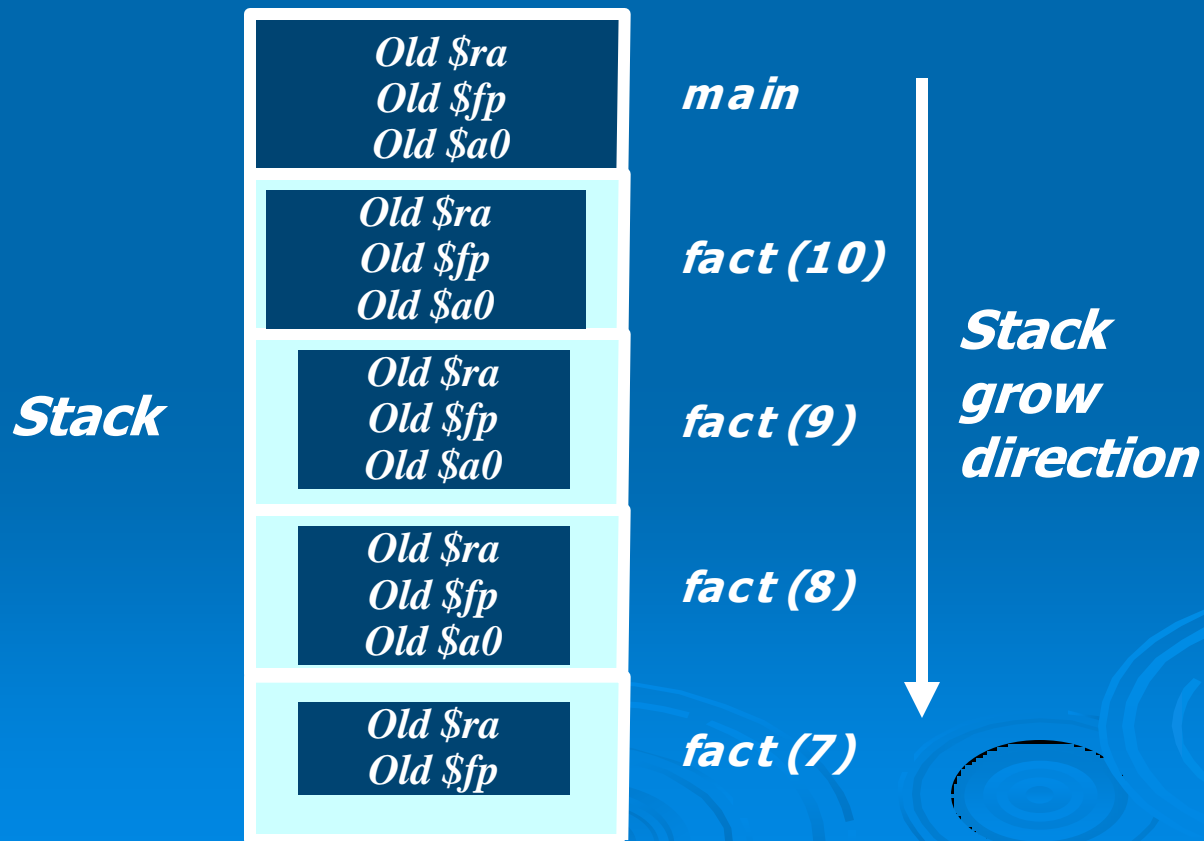 Old $ra
Old $fp
Old $a0
main
Old $ra
Old $fp
Old $a0
fact (10)
Old $ra
Old $fp
Old $a0
fact (9)
Stack
Stack
grow
direction
Old $ra
Old $fp
Old $a0
fact (8)
Old $ra
Old $fp
fact (7)